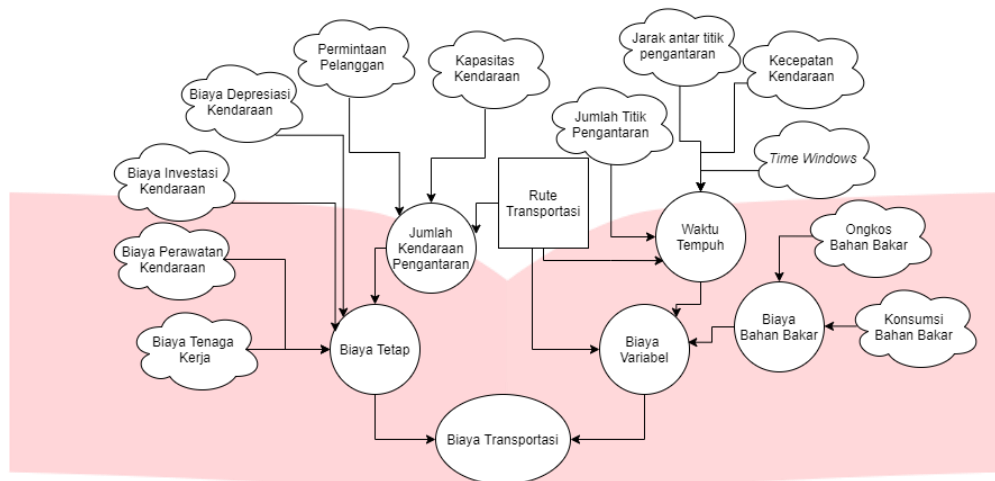 Permintaan
Pelanggan
Kapasitas
Kendaraan
Jarak antar titik
pengantaran
Kecepatan
Kendaraan
Biaya Depresiasi
Kendaraan
Jumlah Titik
Pengantaran
Time Windows
Biaya Investasi
Kendaraan
Rute
Transportasi
Jumlah
Kendaraan
Pengantaran
Waktu
Tempuh
Ongkos
Bahan Bakar
Biaya Perawatan
Kendaraan
Biaya Tenaga
Kerja
Biaya Tetap
Biaya
Variabel
Biaya
Bahan Bakar
Konsumsi
Bahan Bakar
Biaya Transportasi